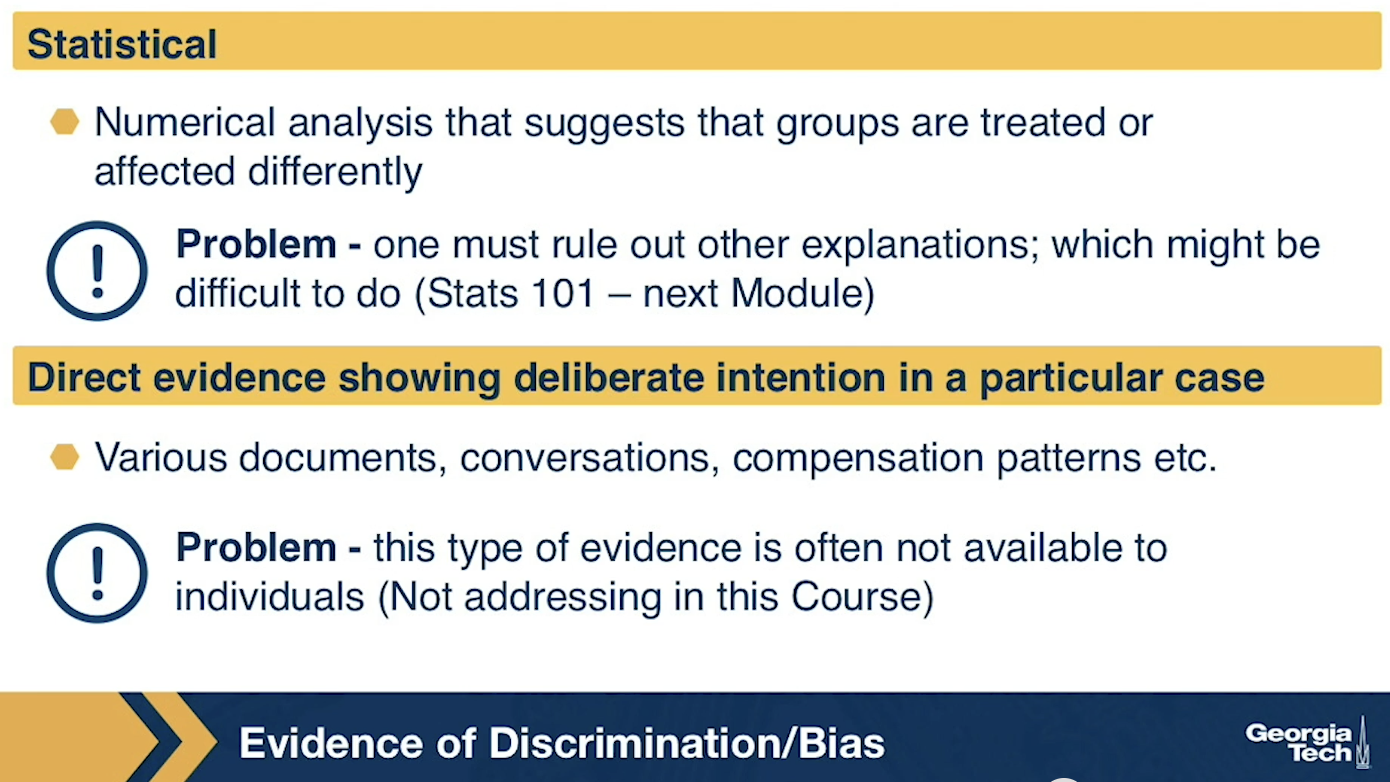 Statistical
Numerical analysis that suggests that groups are treated or
affected differently
Problem - one must rule out other explanations; which might be
difficult to do (Stats 101 – next Module)
Direct evidence showing deliberate intention in a particular case
Various documents, conversations, compensation patterns etc.
Problem - this type of evidence is often not available to
individuals (Not addressing in this Course)
Evidence of Discrimination/Bias
Georgia
Tech